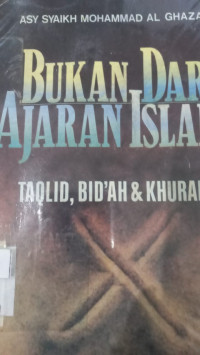 ASY SYAIKH MOHAMMAD AL GHAZA
BUKAN DAR
AJARAN ISLA
TAQLID, BID'AH & KHURA